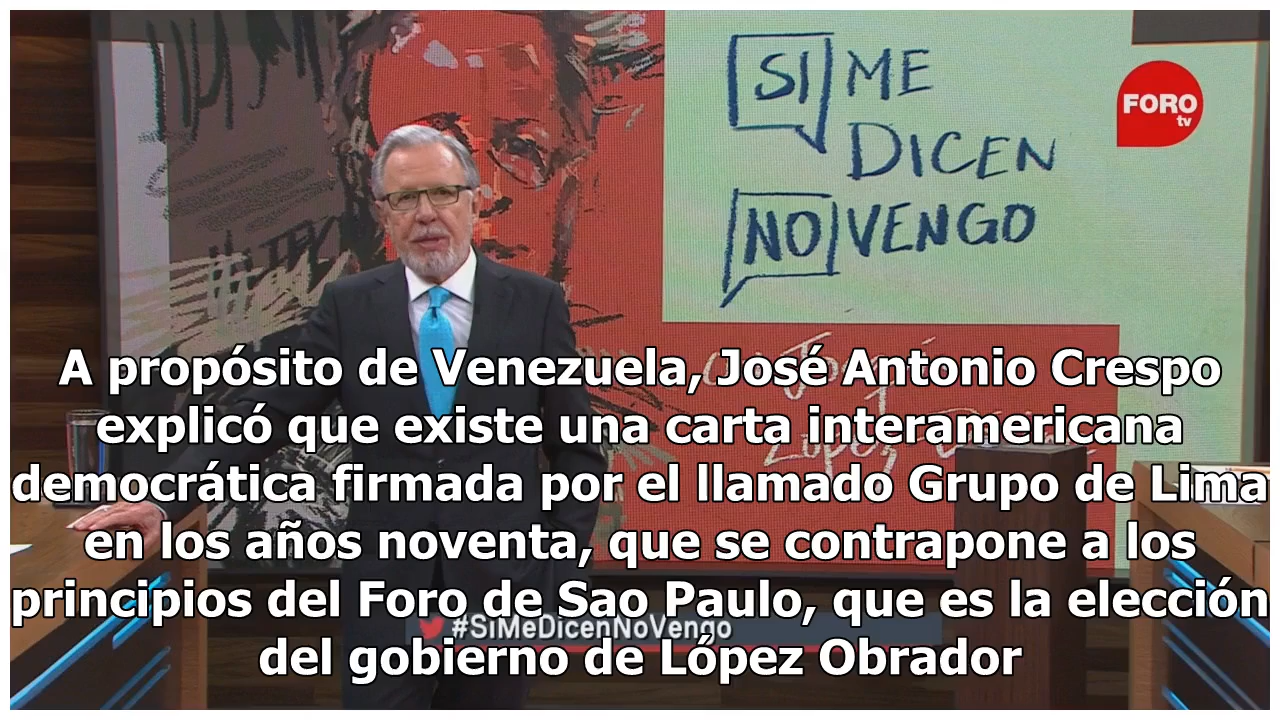 SI ME
DICEN
NO VENGO
FORO
tv
A propósito de Venezuela, José Antonio Crespo
explicó que existe una carta interamericana
democrática firmada por el llamado Grupo de Lima
en los años noventa, que se contrapone a los
principios del Foro de Sao Paulo, que es la elección
del gobierno de López Obrador
#SiMeDicenNoVengo